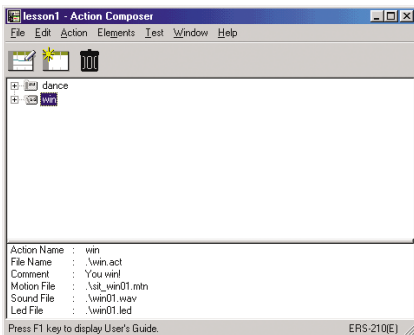 lesson1 - Action Composer
File Edit Action Elements Test Window Help
dance
win
Action Name : win
File Name : .\win.act
Comment : You win!
Motion File : .\sit_win01.mtn
Sound File : .\win01.wav
Led File : .\win01.led
Press F1 key to display User's Guide. ERS-210(E)